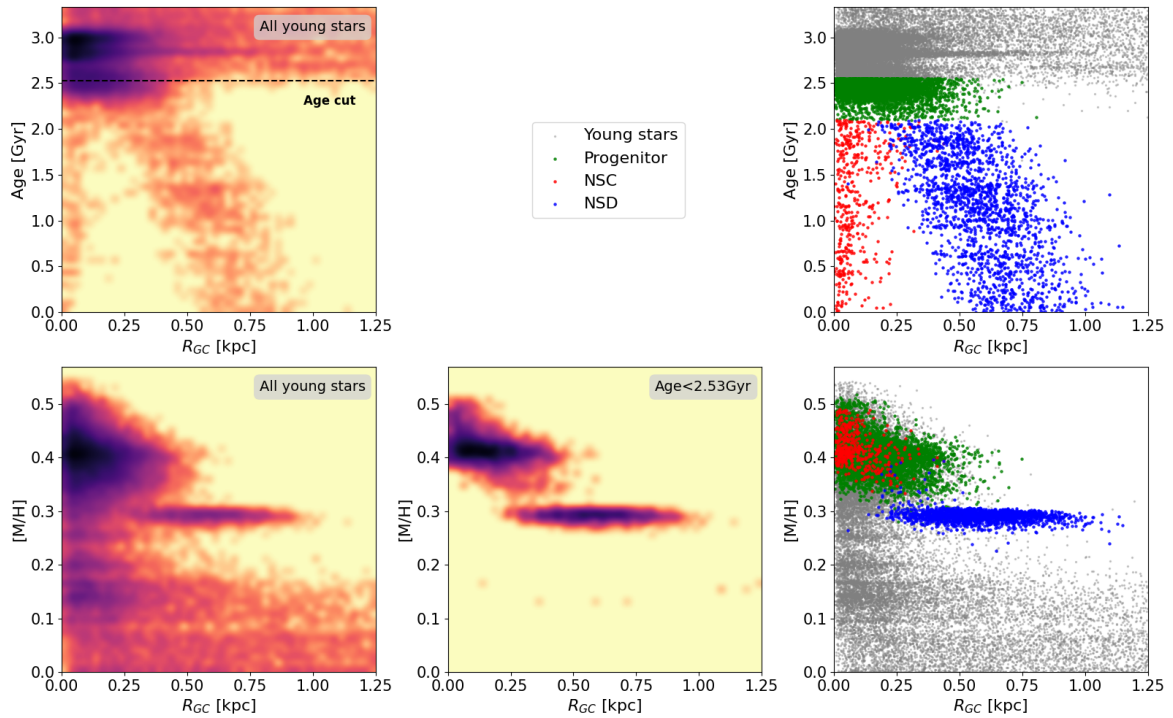 All young stars
Age cut
Age [Gyr]
3.0
2.5
2.0
1.5
1.0
0.5
0.0
0.00 0.25 0.50 0.75 1.00 1.25
R_GC [kpc]
Young stars
Progenitor
NSC
NSD
Age [Gyr]
3.0
2.5
2.0
1.5
1.0
0.5
0.0
0.00 0.25 0.50 0.75 1.00 1.25
R_GC [kpc]
All young stars
[M/H]
0.5
0.4
0.3
0.2
0.1
0.0
0.00 0.25 0.50 0.75 1.00 1.25
R_GC [kpc]
Age<2.53Gyr
[M/H]
0.5
0.4
0.3
0.2
0.1
0.0
0.00 0.25 0.50 0.75 1.00 1.25
R_GC [kpc]
[M/H]
0.5
0.4
0.3
0.2
0.1
0.0
0.00 0.25 0.50 0.75 1.00 1.25
R_GC [kpc]